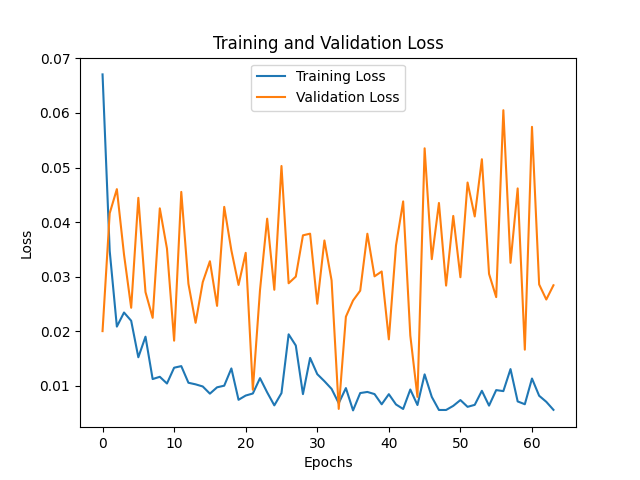 Training and Validation Loss
Training Loss
Validation Loss
0.07
0.06
0.05
0.04
0.03
0.02
0.01
Loss
0 10 20 30 40 50 60
Epochs